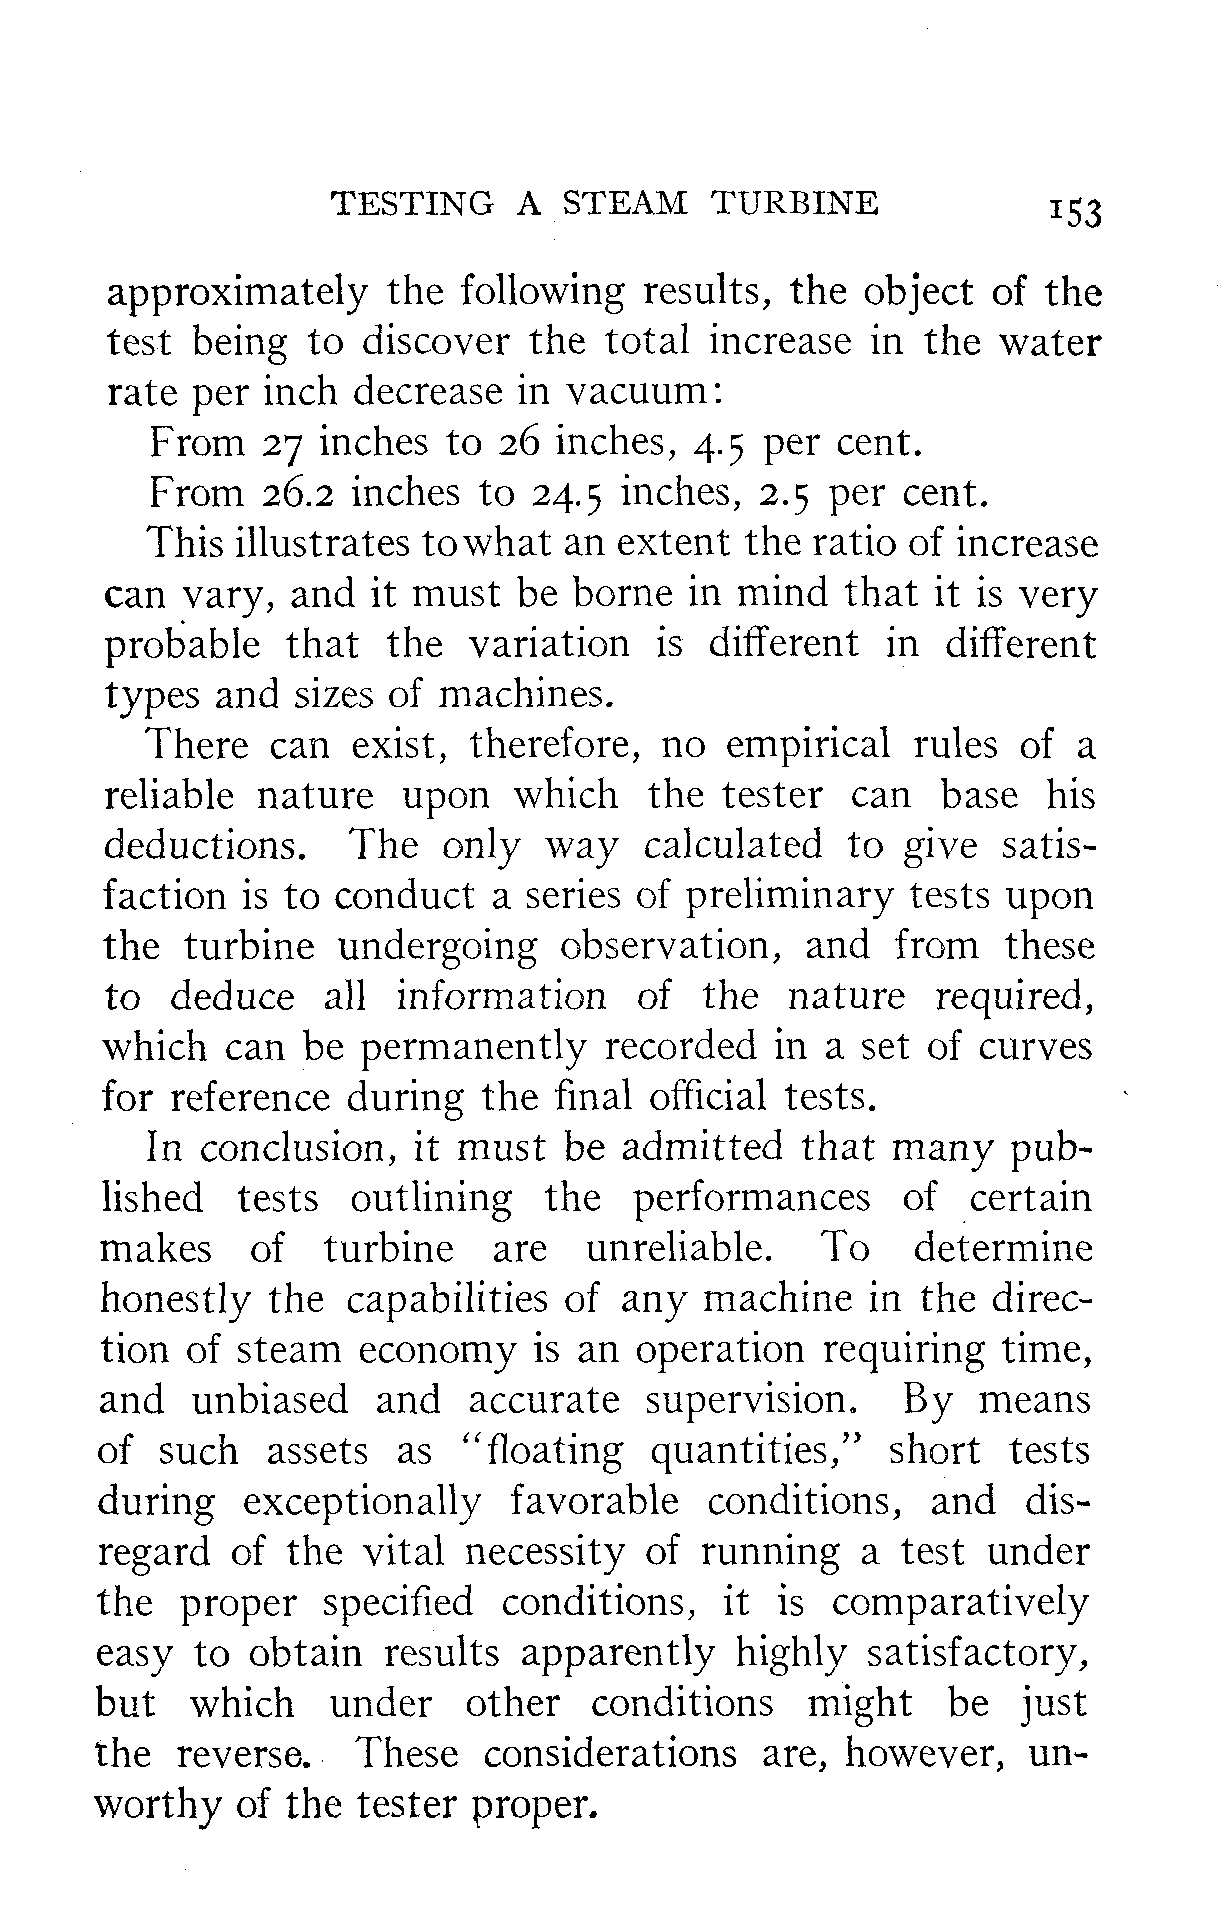 TESTING A STEAM TURBINE 153
approximately the following results, the object of the
test being to discover the total increase in the water
rate per inch decrease in vacuum:
From 27 inches to 26 inches, 4.5 per cent.
From 26.2 inches to 24.5 inches, 2.5 per cent.
This illustrates towhat an extent the ratio of increase
can vary, and it must be borne in mind that it is very
probable that the variation is different in different
types and sizes of machines.
There can exist, therefore, no empirical rules of a
reliable nature upon which the tester can base his
deductions. The only way calculated to give satis-
faction is to conduct a series of preliminary tests upon
the turbine undergoing observation, and from these
to deduce all information of the nature required,
which can be permanently recorded in a set of curves
for reference during the final official tests.
In conclusion, it must be admitted that many pub-
lished tests outlining the performances of certain
makes of turbine are unreliable. To determine
honestly the capabilities of any machine in the direc-
tion of steam economy is an operation requiring time,
and unbiased and accurate supervision. By means
of such assets as “floating quantities,” short tests
during exceptionally favorable conditions, and dis-
regard of the vital necessity of running a test under
the proper specified conditions, it is comparatively
easy to obtain results apparently highly satisfactory,
but which under other conditions might be just
the reverse. These considerations are, however, un-
worthy of the tester proper.